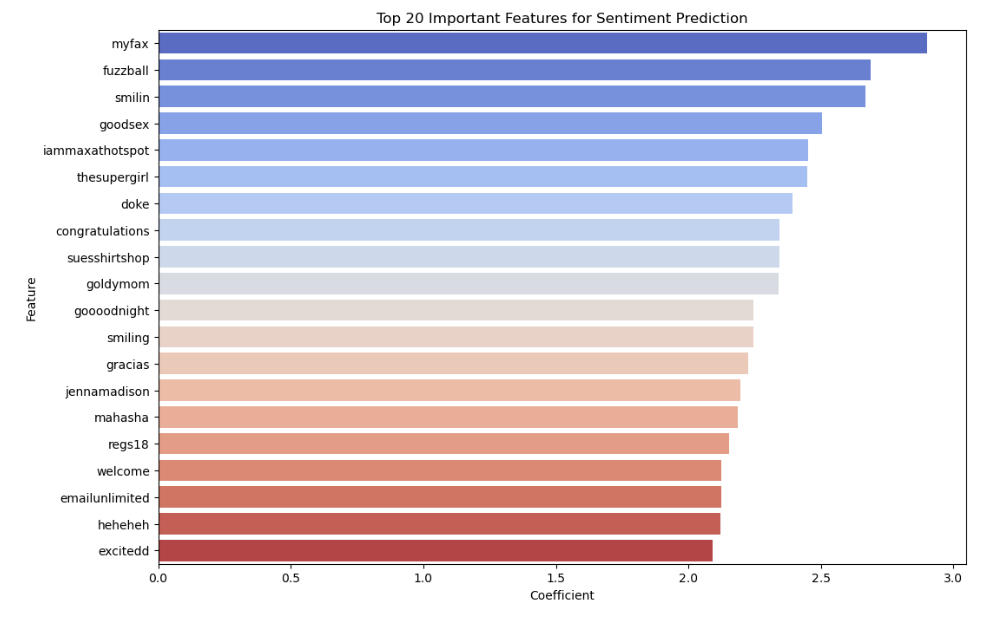 Top 20 Important Features for Sentiment Prediction
myfax
fuzzball
smilin
goodsex
iammaxathotspot
thesupergirl
doke
congratulations
suesshirtshop
goldymom
goooodnight
smiling
gracias
jennamadison
mahasha
regs18
welcome
emailunlimited
heheheh
excitedd
Feature
0.0 0.5 1.0 1.5 2.0 2.5 3.0
Coefficient